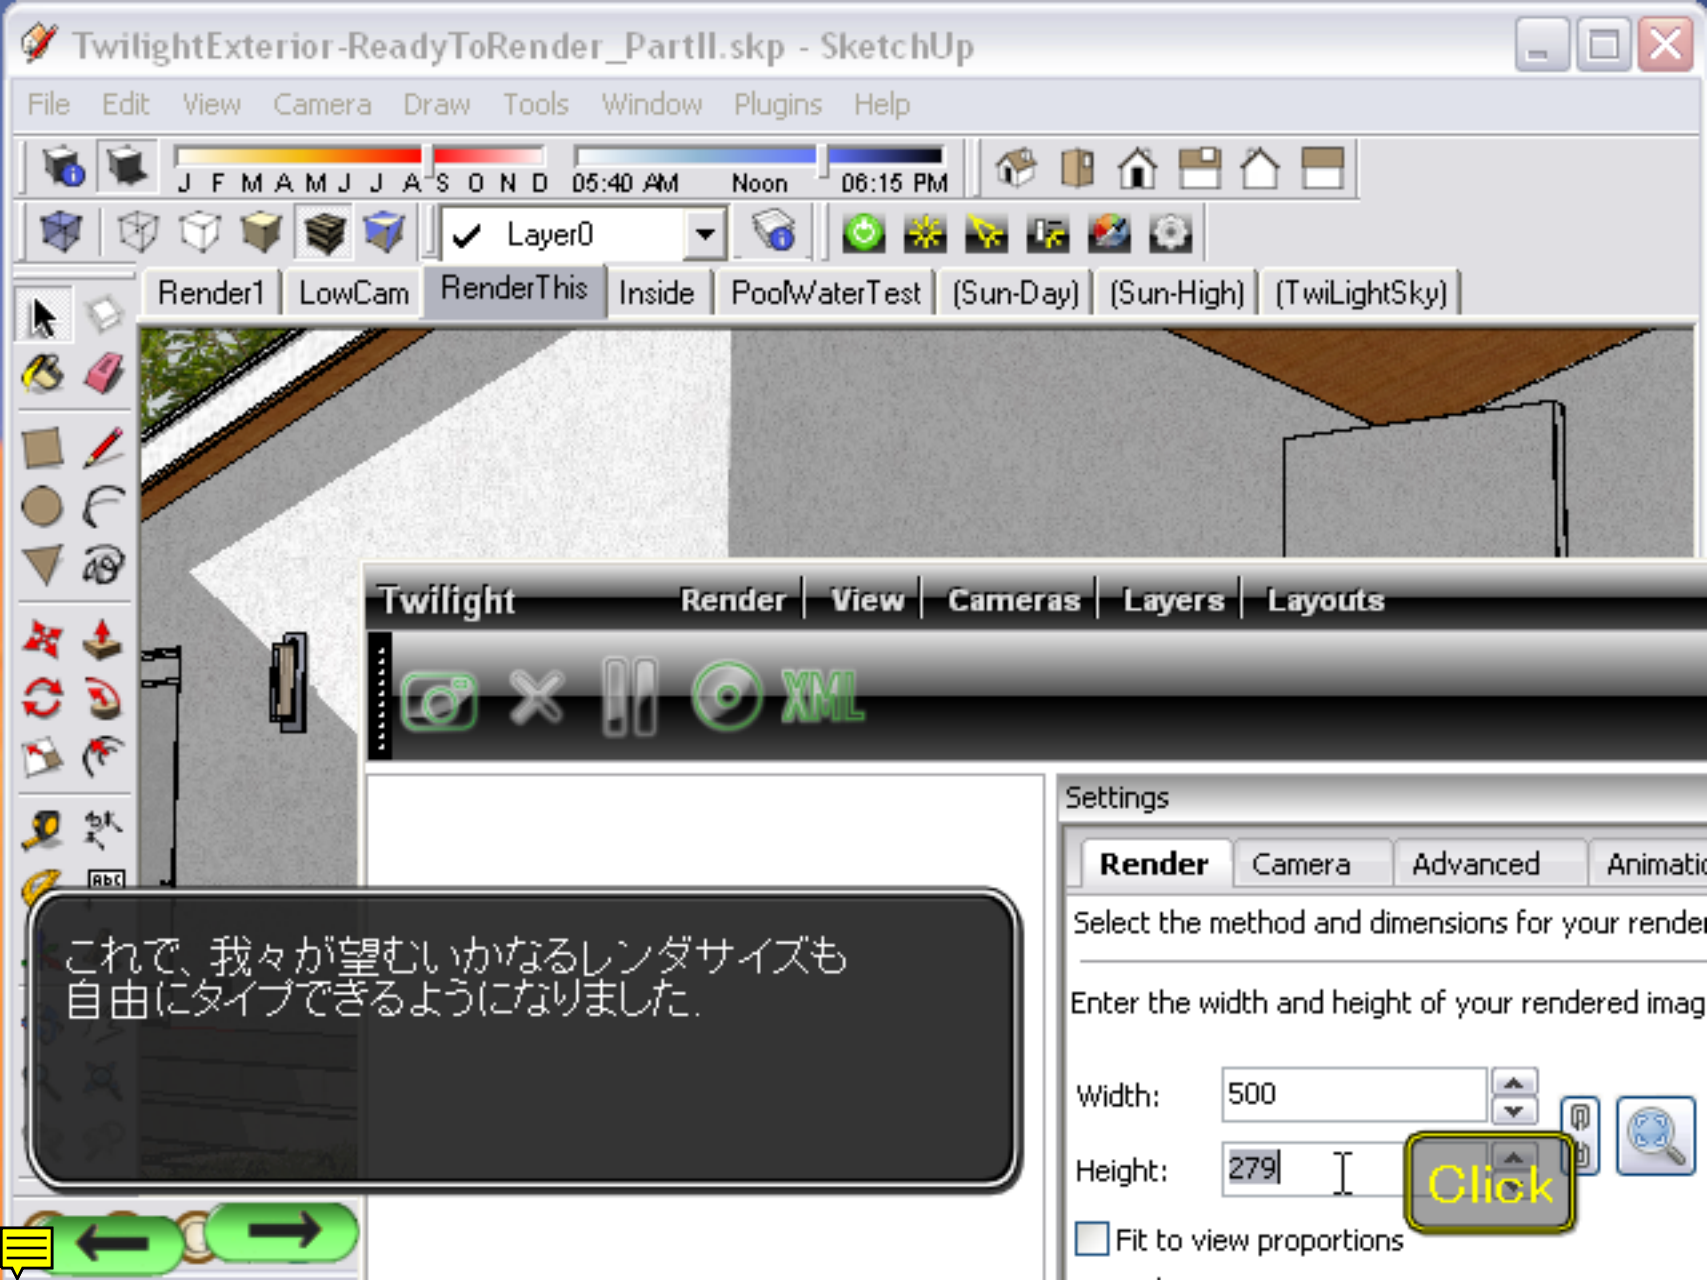 TwilightExterior-ReadyToRender_PartII.skp - SketchUp
File Edit View Camera Draw Tools Window Plugins Help
J F M A M J J A S O N D 05:40 AM Noon 06:15 PM
Layer0
Render1 LowCam RenderThis Inside PoolWaterTest (Sun-Day) (Sun-High) (TwiLightSky)
Twilight Render View Cameras Layers Layouts
XML
Settings
Render Camera Advanced Animatio
Abc
Select the method and dimensions for your render
これで、我々が望むいかなるレンダサイズも
自由にタイプできるようになりました.
Enter the width and height of your rendered imag
Width: 500
Height: 279
Click
Fit to view proportions